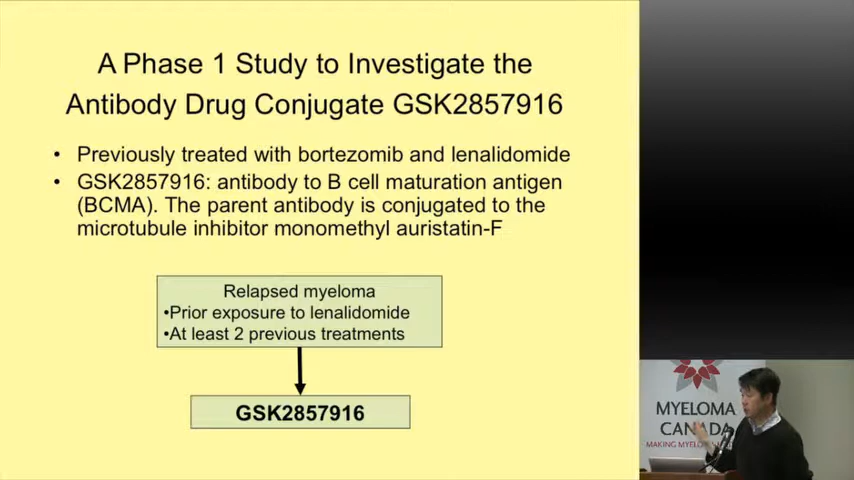 A Phase 1 Study to Investigate the
Antibody Drug Conjugate GSK2857916
• Previously treated with bortezomib and lenalidomide
• GSK2857916: antibody to B cell maturation antigen
(BCMA). The parent antibody is conjugated to the
microtubule inhibitor monomethyl auristatin-F
Relapsed myeloma
•Prior exposure to lenalidomide
•At least 2 previous treatments
GSK2857916
MYELOMA
CANADA
MAKING MYEL